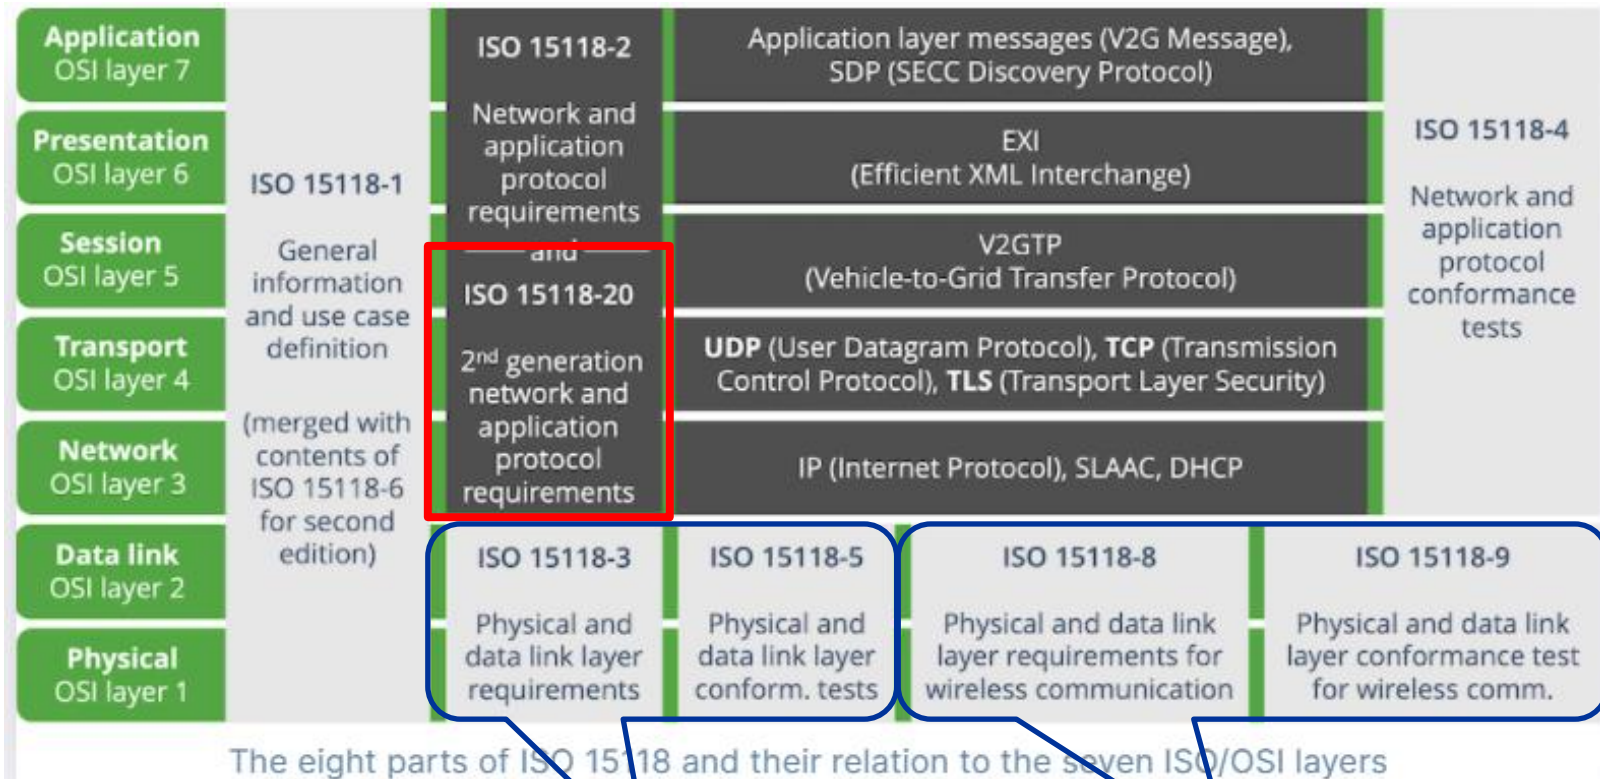 Application
OSI layer 7
Presentation
OSI layer 6
Session
OSI layer 5
Transport
OSI layer 4
Network
OSI layer 3
Data link
OSI layer 2
Physical
OSI layer 1
ISO 15118-1
General
information
and use case
definition
(merged with
contents of
ISO 15118-6
for second
edition)
ISO 15118-2
Network and
application
protocol
requirements
and
ISO 15118-20
2nd generation
network and
application
protocol
requirements
Application layer messages (V2G Message),
SDP (SECC Discovery Protocol)
EXI
(Efficient XML Interchange)
V2GTP
(Vehicle-to-Grid Transfer Protocol)
UDP (User Datagram Protocol), TCP (Transmission
Control Protocol), TLS (Transport Layer Security)
IP (Internet Protocol), SLAAC, DHCP
ISO 15118-4
Network and
application
protocol
conformance
tests
ISO 15118-3
Physical and
data link layer
requirements
ISO 15118-5
Physical and
data link layer
conform. tests
ISO 15118-8
Physical and data link
layer requirements for
wireless communication
ISO 15118-9
Physical and data link
layer conformance test
for wireless comm.
The eight parts of ISO 15118 and their relation to the seven ISO/OSI layers